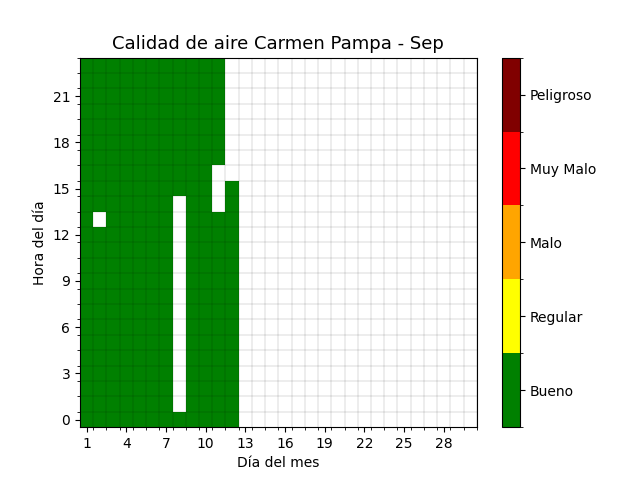 Calidad de aire Carmen Pampa - Sep
Hora del día
21
18
15
12
9
6
3
0
1 4 7 10 13 16 19 22 25 28
Día del mes
Peligroso
Muy Malo
Malo
Regular
Bueno